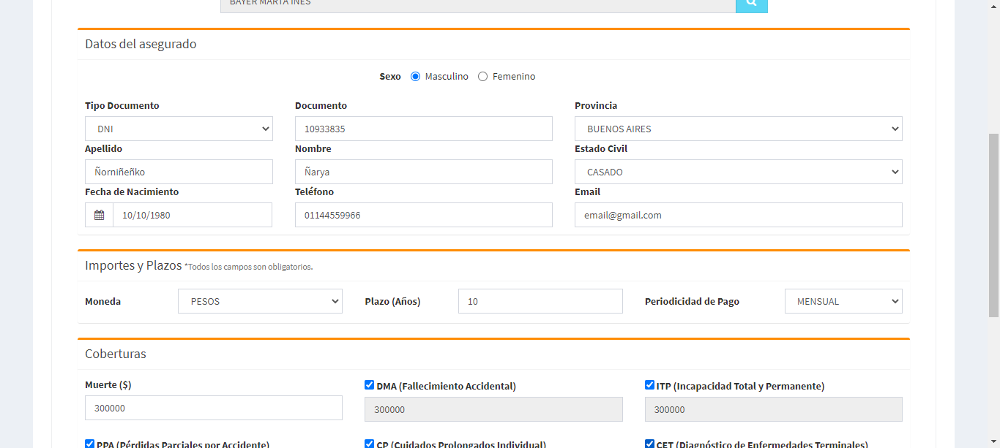 BAYER MARTA INES
Datos del asegurado
Sexo Masculino Femenino
Tipo Documento Documento Provincia
DNI 10933835 BUENOS AIRES
Apellido Nombre Estado Civil
Ñorniñeñko Ñarya CASADO
Fecha de Nacimiento Teléfono Email
10/10/1980 01144559966 email@gmail.com
Importes y Plazos *Todos los campos son obligatorios.
Moneda PESOS Plazo (Años) 10 Periodicidad de Pago MENSUAL
Coberturas
Muerte ($) DMA (Fallecimiento Accidental) ITP (Incapacidad Total y Permanente)
300000 300000 300000
PPA (Pérdidas Parciales por Accidente) CP (Cuidados Prolongados Individual) CET (Diagnóstico de Enfermedades Terminales)